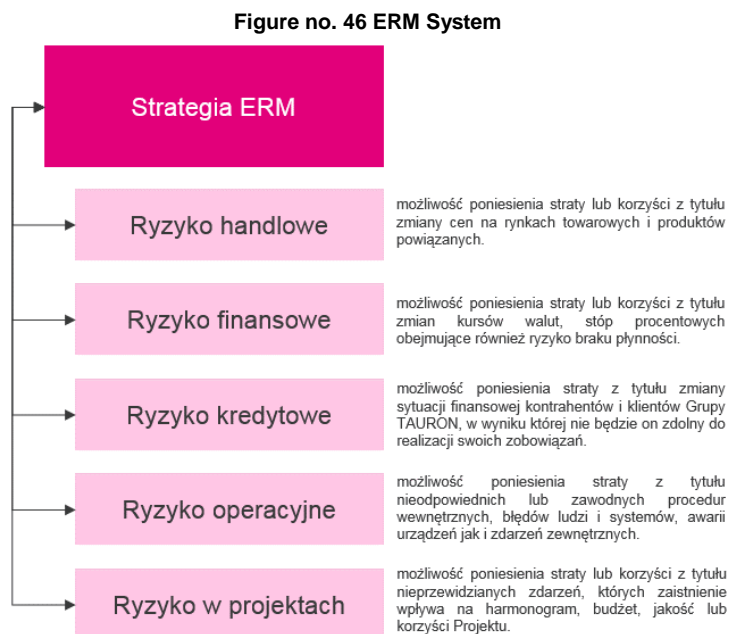 Figure no. 46 ERM System
Strategia ERM
Ryzyko handlowe
możliwość poniesienia straty lub korzyści z tytułu
zmiany cen na rynkach towarowych i produktów
powiązanych.
Ryzyko finansowe
możliwość poniesienia straty lub korzyści z tytułu
zmian kursów walut, stóp procentowych
obejmujące również ryzyko braku płynności.
Ryzyko kredytowe
możliwość poniesienia straty z tytułu zmiany
sytuacji finansowej kontrahentów i klientów Grupy
TAURON, w wyniku której nie będzie on zdolny do
realizacji swoich zobowiązań.
Ryzyko operacyjne
możliwość poniesienia straty z tytułu
nieodpowiednich lub zawodnych procedur
wewnętrznych, błędów ludzi i systemów, awarii
urządzeń jak i zdarzeń zewnętrznych.
Ryzyko w projektach
możliwość poniesienia straty lub korzyści z tytułu
nieprzewidzianych zdarzeń, których zaistnienie
wpływa na harmonogram, budżet, jakość lub
korzyści Projektu.